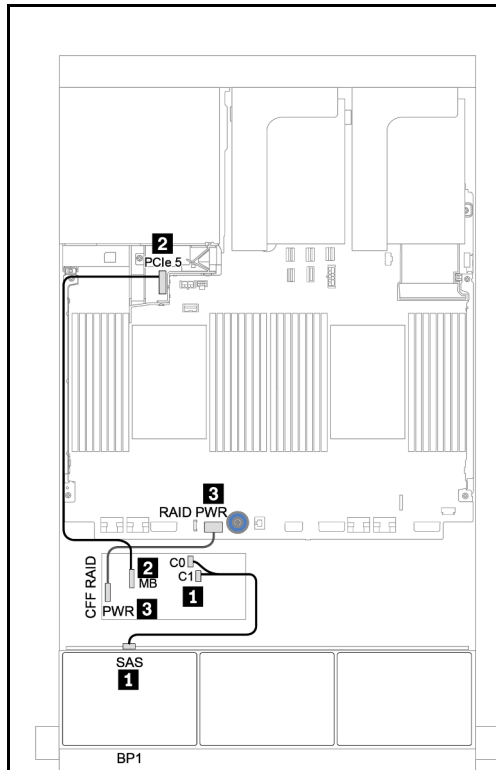 2
PCIe 5
3
RAID PWR
CFF RAID
2
MB
C0
C1
1
PWR 3
SAS
1
BP1